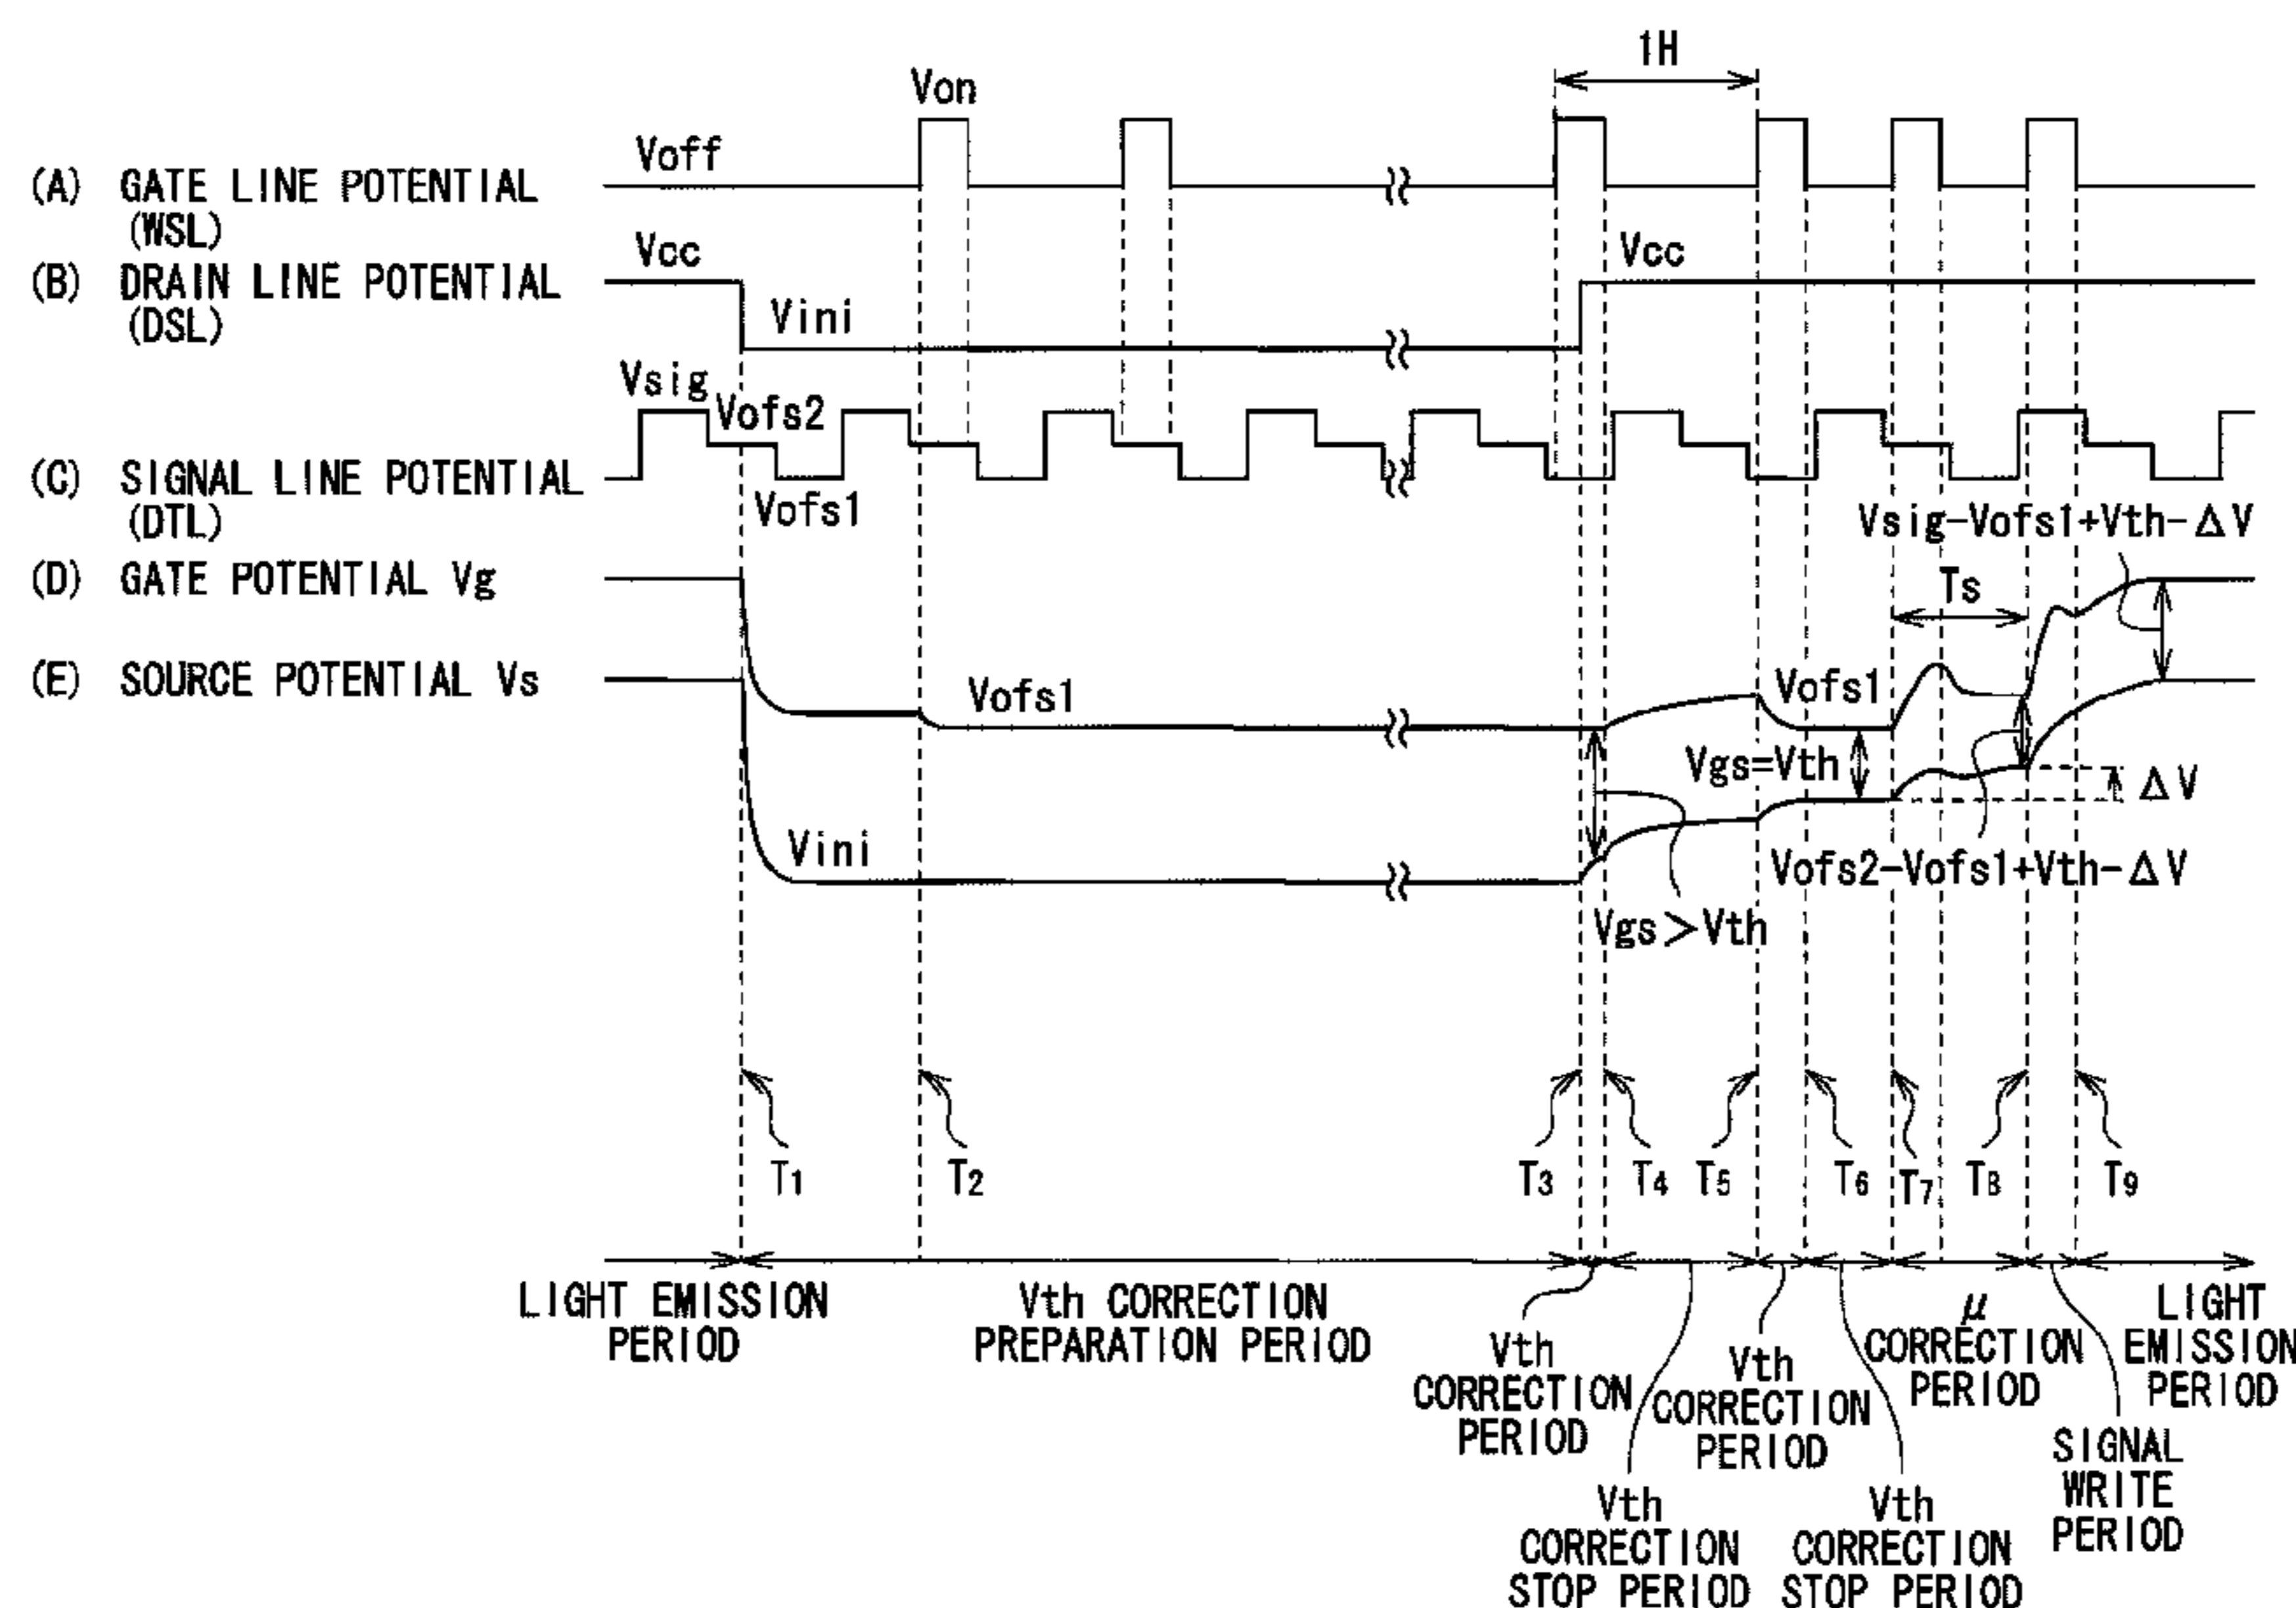 1H
Von
Voff
(A) GATE LINE POTENTIAL
(WSL)
Vcc
Vcc
(B) DRAIN LINE POTENTIAL
(DSL)
Vini
Vsig
Vofs2
(C) SIGNAL LINE POTENTIAL
(DTL)
Vofs1
Vsig-Vofs1+Vth-ΔV
(D) GATE POTENTIAL Vg
Ts
(E) SOURCE POTENTIAL Vs
Vofs1
Vofs1
Vgs=Vth
ΔV
Vini
Vofs2-Vofs1+Vth-ΔV
Vgs>Vth
T1
T2
T3
T4
T5
T6
T7
T8
T9
LIGHT EMISSION
PERIOD
Vth CORRECTION
PREPARATION PERIOD
Vth
CORRECTION
PERIOD
Vth
CORRECTION
STOP PERIOD
Vth
CORRECTION
PERIOD
Vth
CORRECTION
STOP PERIOD
μ
CORRECTION
PERIOD
SIGNAL
WRITE
PERIOD
LIGHT
EMISSION
PERIOD